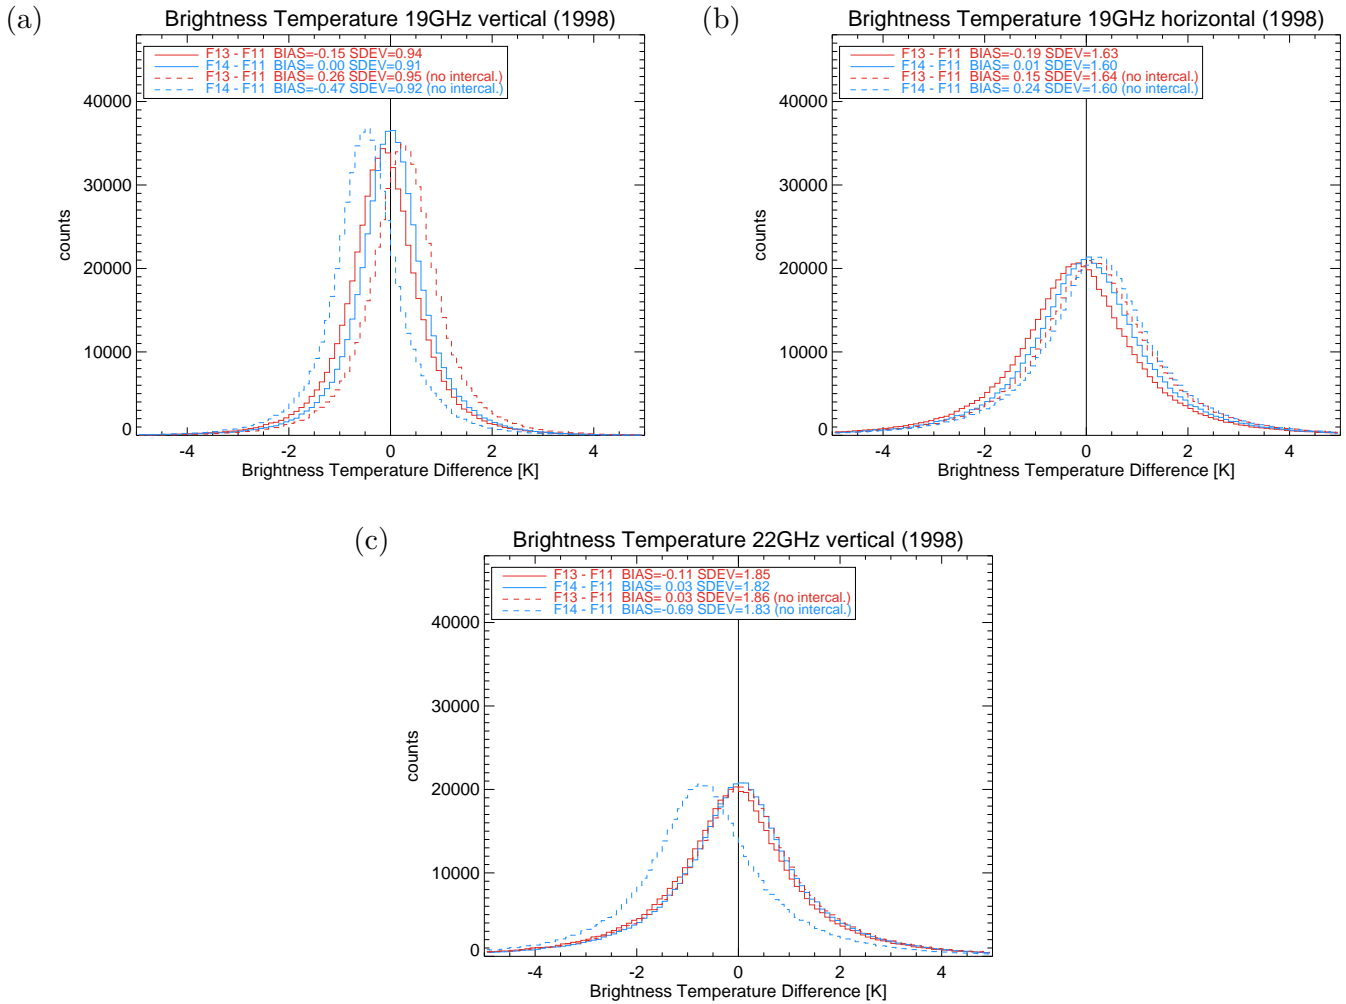 (a)
Brightness Temperature 19GHz vertical (1998)
F13 - F11 BIAS=-0.15 SDEV=0.94
F14 - F11 BIAS= 0.00 SDEV=0.91
F13 - F11 BIAS= 0.26 SDEV=0.95 (no intercal.)
F14 - F11 BIAS=-0.47 SDEV=0.92 (no intercal.)
40000
30000
20000
10000
0
counts
-4 -2 0 2 4
Brightness Temperature Difference [K]
(b)
Brightness Temperature 19GHz horizontal (1998)
F13 - F11 BIAS=-0.19 SDEV=1.63
F14 - F11 BIAS= 0.01 SDEV=1.60
F13 - F11 BIAS= 0.15 SDEV=1.64 (no intercal.)
F14 - F11 BIAS= 0.24 SDEV=1.60 (no intercal.)
40000
30000
20000
10000
0
counts
-4 -2 0 2 4
Brightness Temperature Difference [K]
(c)
Brightness Temperature 22GHz vertical (1998)
F13 - F11 BIAS=-0.11 SDEV=1.85
F14 - F11 BIAS= 0.03 SDEV=1.82
F13 - F11 BIAS= 0.03 SDEV=1.86 (no intercal.)
F14 - F11 BIAS=-0.69 SDEV=1.83 (no intercal.)
40000
30000
20000
10000
0
counts
-4 -2 0 2 4
Brightness Temperature Difference [K]